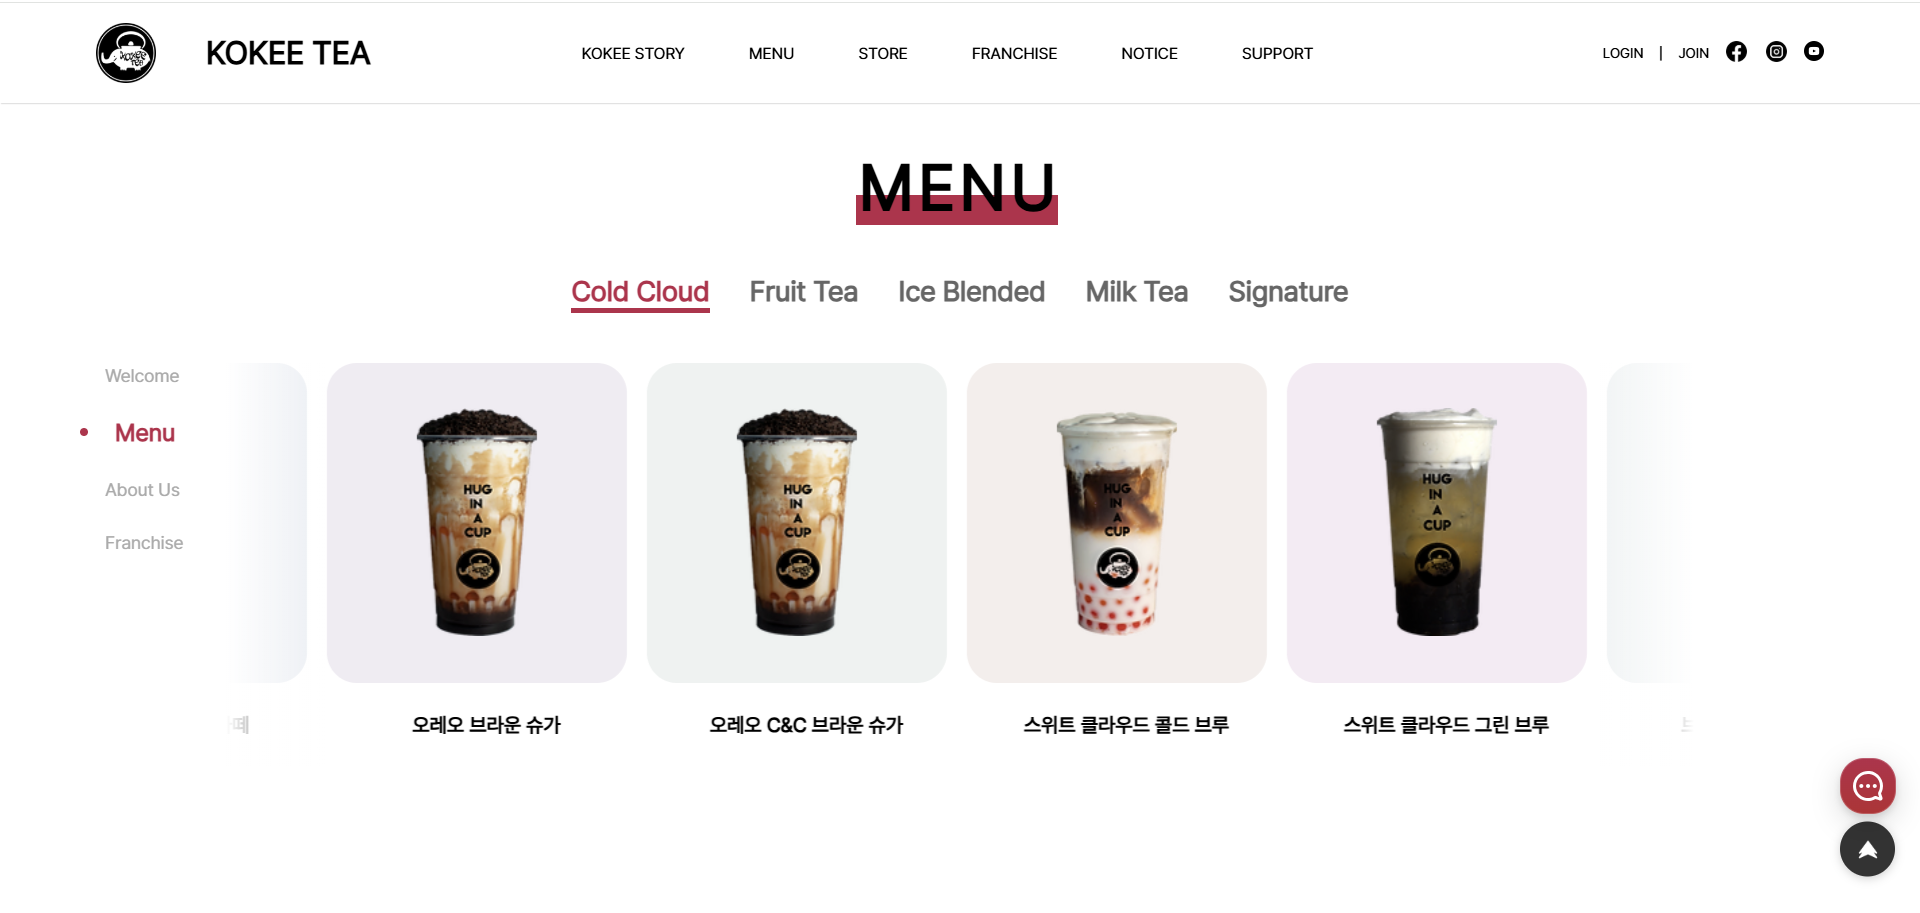 KOKEE TEA
KOKEE TEA
KOKEE STORY
MENU
STORE
FRANCHISE
NOTICE
SUPPORT
LOGIN | JOIN
MENU
Cold Cloud
Fruit Tea
Ice Blended
Milk Tea
Signature
Welcome
Menu
About Us
Franchise
HUG
IN
A
CUP
HUG
IN
A
CUP
HUG
IN
A
CUP
HUG
IN
A
CUP
오레오 브라운 슈가
오레오 C&C 브라운 슈가
스위트 클라우드 콜드 브루
스위트 클라우드 그린 브루